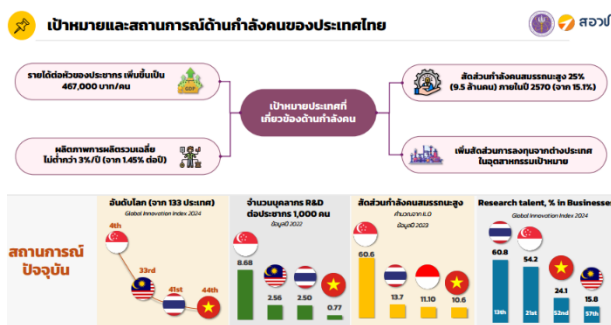 เป้าหมายและสถานการณ์ด้านกำลังคนของประเทศไทย
สอวช
รายได้ต่อหัวของประชากร เพิ่มขึ้นเป็น
467,000 บาท/คน
GDP
ผลิตภาพการผลิตรวมเฉลี่ย
ไม่ต่ำกว่า 3%/ปี (จาก 1.45% ต่อปี)
เป้าหมายประเทศที่
เกี่ยวข้องด้านกำลังคน
สัดส่วนกำลังคนสมรรถนะสูง 25%
(9.5 ล้านคน) ภายในปี 2570 (จาก 15.1%)
เพิ่มสัดส่วนการลงทุนจากต่างประเทศ
ในอุตสาหกรรมเป้าหมาย
สถานการณ์
ปัจจุบัน
อันดับโลก (จาก 133 ประเทศ)
Global Innovation Index 2024
4th
33rd
41st
44th
จำนวนบุคลากร R&D
ต่อประชากร 1,000 คน
ข้อมูลปี 2022
8.68
2.56
2.50
0.77
สัดส่วนกำลังคนสมรรถนะสูง
ข้อมูลปี 2023
60.6
13.7
11.10
10.6
Research talent, % in Businesses
Global Innovation Index 2024
60.8
54.2
24.1
15.8
13th
21st
52nd
57th